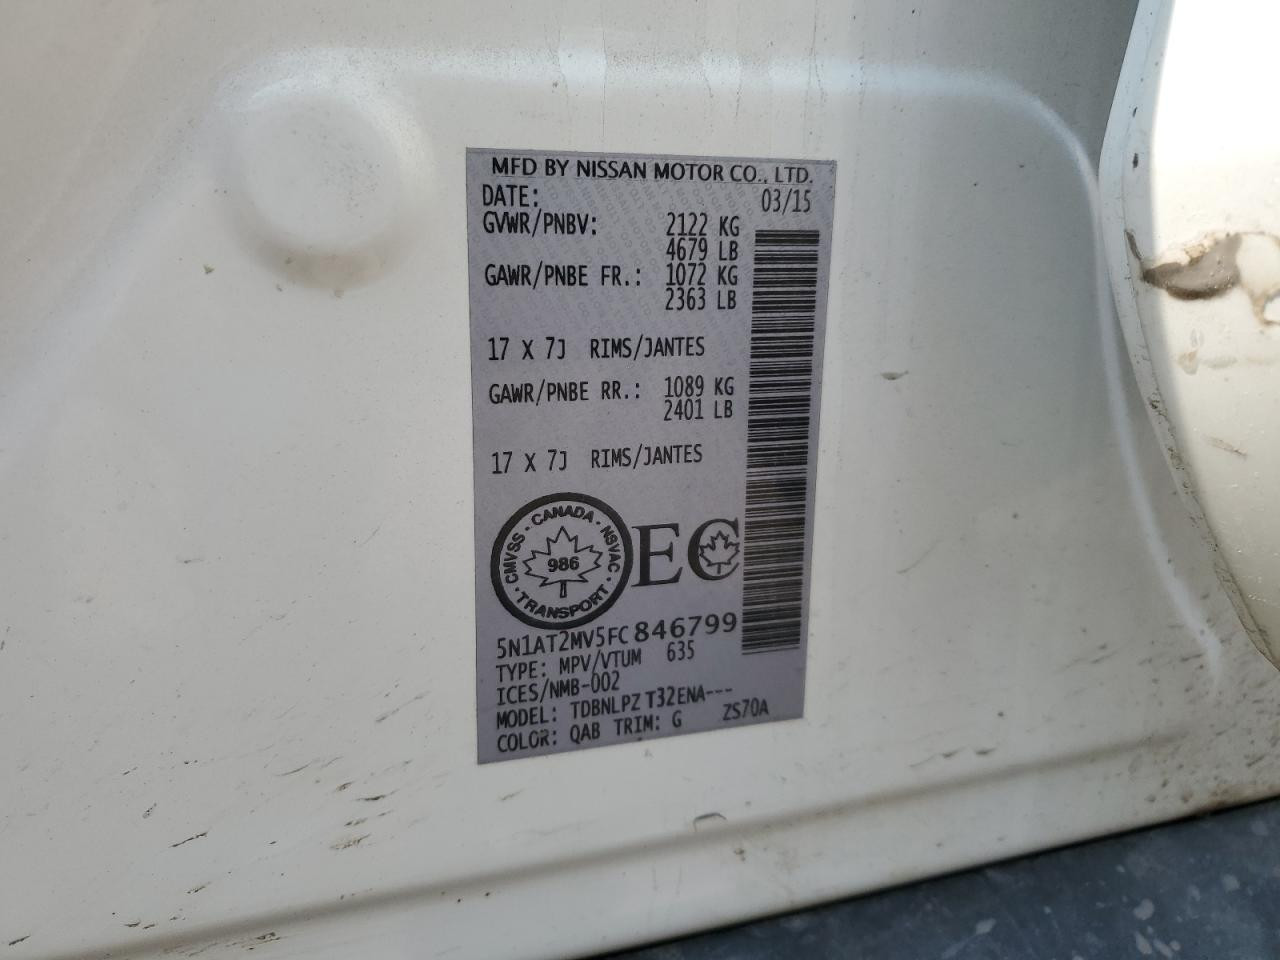 MFD BY NISSAN MOTOR CO., LTD.
DATE: 03/15
GVWR/PNBV: 2122 KG
4679 LB
GAWR/PNBE FR.: 1072 KG
2363 LB
17 X 7J RIMS/JANTES
GAWR/PNBE RR.: 1089 KG
2401 LB
17 X 7J RIMS/JANTES
CMVSS · CANADA · NSVAC · TRANSPORT ·
986
EC
5N1AT2MV5FC846799
TYPE: MPV/VTUM 635
ICES/NMB-002
MODEL: TDBNLPZ T32ENA---
COLOR: QAB TRIM: G ZS70A